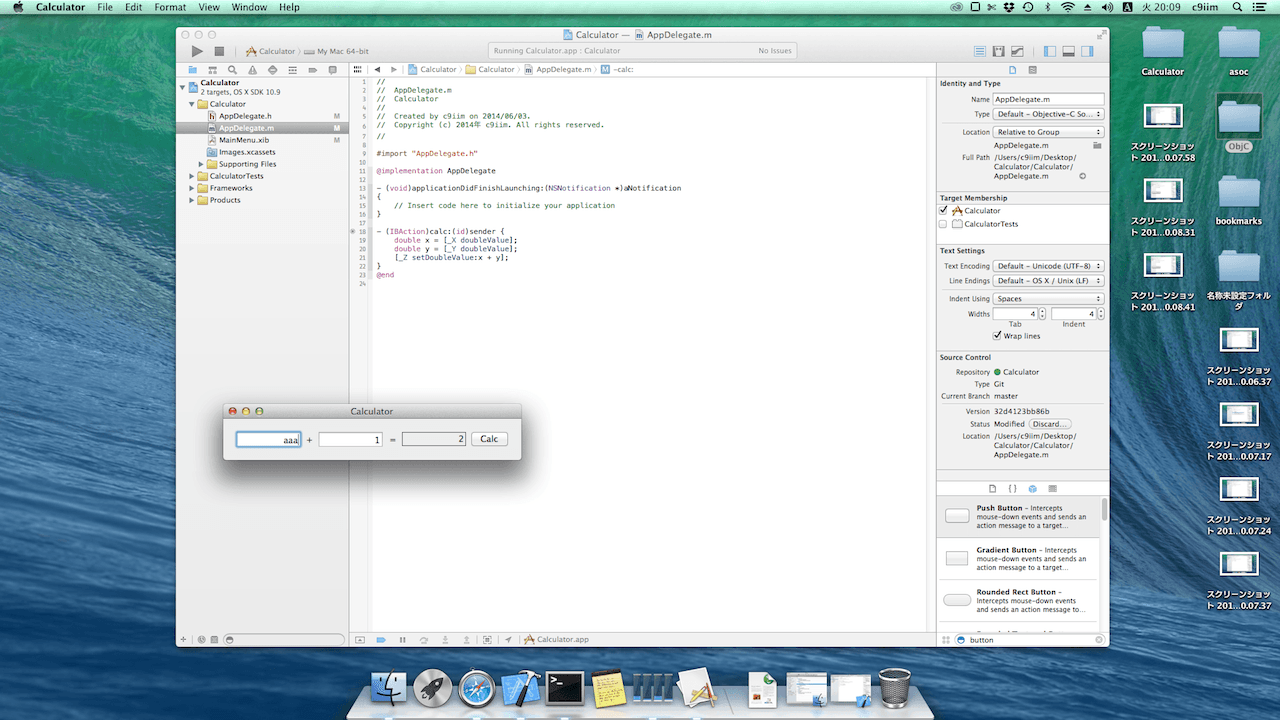 Calculator File Edit Format View Window Help
A 火 20:09 c9iim
Calculator — AppDelegate.m
Calculator My Mac 64-bit
Running Calculator.app : Calculator
No Issues
Calculator
2 targets, OS X SDK 10.9
Calculator
AppDelegate.h M
AppDelegate.m M
MainMenu.xib M
Images.xcassets
Supporting Files
CalculatorTests
Frameworks
Products
Calculator Calculator AppDelegate.m M -calc:
1 //
2 // AppDelegate.m
3 // Calculator
4 //
5 // Created by c9iim on 2014/06/03.
6 // Copyright (c) 2014年 c9iim. All rights reserved.
7 //
8
9 #import "AppDelegate.h"
10
11 @implementation AppDelegate
12
13 - (void)applicationDidFinishLaunching:(NSNotification *)aNotification
14 {
15 // Insert code here to initialize your application
16 }
17
18 - (IBAction)calc:(id)sender {
19 double x = [_X doubleValue];
20 double y = [_Y doubleValue];
21 [_Z setDoubleValue:x + y];
22 }
23 @end
24
Calculator
aaa + 1 = 2 Calc
Calculator.app
Identity and Type
Name AppDelegate.m
Type Default - Objective-C So...
Location Relative to Group
AppDelegate.m
Full Path /Users/c9iim/Desktop/
Calculator/Calculator/
AppDelegate.m
Target Membership
Calculator
CalculatorTests
Text Settings
Text Encoding Default - Unicode (UTF-8)
Line Endings Default - OS X / Unix (LF)
Indent Using Spaces
Widths 4 4
Tab Indent
Wrap lines
Source Control
Repository Calculator
Type Git
Current Branch master
Version 32d4123bb86b
Status Modified Discard...
Location /Users/c9iim/Desktop/
Calculator/Calculator/
AppDelegate.m
{ }
Push Button - Intercepts
mouse-down events and sends an
action message to a target...
Gradient Button - Intercepts
mouse-down events and sends an
action message to a target...
Rounded Rect Button -
Intercepts mouse-down events
and sends an action message to...
button
Calculator
asoc
スクリーンショッ
ト 201...0.07.58
ObjC
スクリーンショッ
ト 201...0.08.31
bookmarks
スクリーンショッ
ト 201...0.08.41
名称未設定フォル
ダ
スクリーンショッ
ト 201...0.06.37
スクリーンショッ
ト 201...0.07.17
スクリーンショッ
ト 201...0.07.24
スクリーンショッ
ト 201...0.07.37